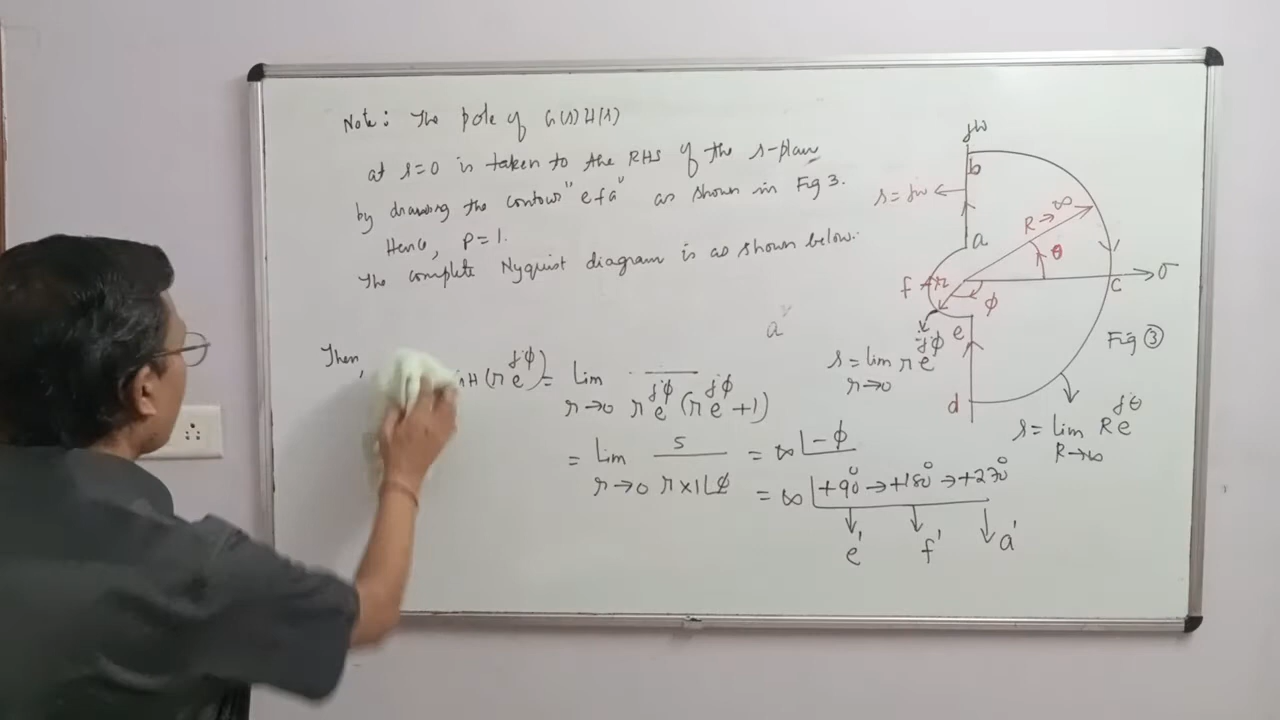 Note: The pole of G(s)H(s)
at s=0 is taken to the RHS of the s-plane
by drawing the contour "efa" as shown in Fig 3.
Hence, P=1.
The complete Nyquist diagram is as shown below:
Then,
H(re^{jϕ}) = Lim r→0 re^{jϕ}(re^{jϕ}+1)
= Lim r→0 5/(r×1∠ϕ) = ∞∠-ϕ
= ∞∠+90° → +180° → +270°
e' f' a'
a
jω
b
s=jω
R→∞
a
θ
σ
f
r
c
ϕ
e
s = lim r→0 re^{jϕ}
Fig ③
d
s = lim R→∞ Re^{jθ}